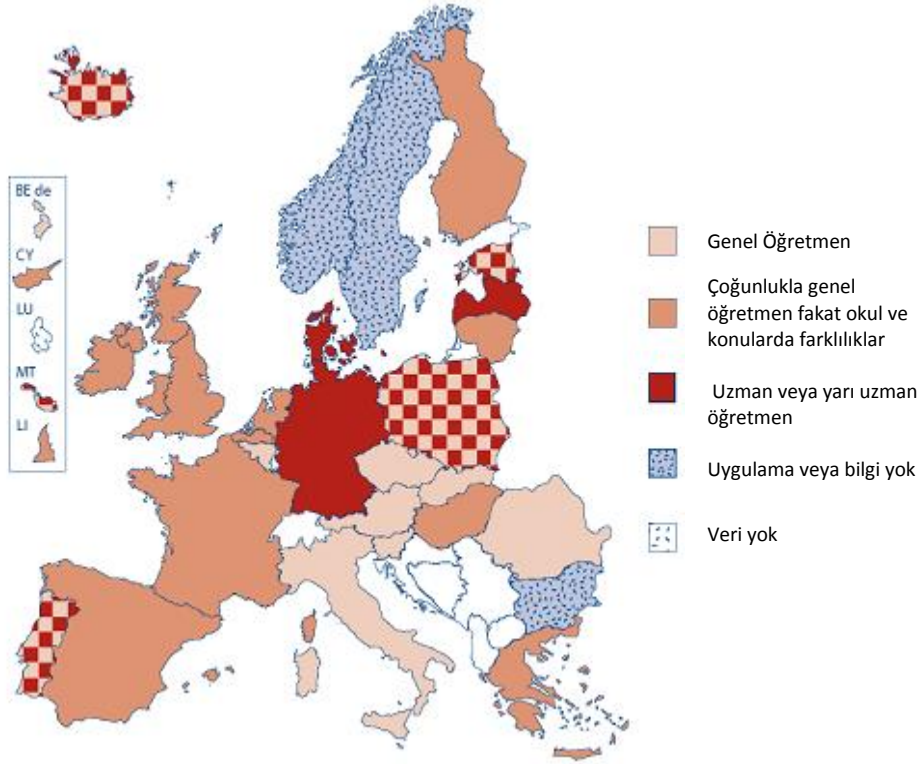 BE de
CY
LU
MT
LI
Genel Öğretmen
Çoğunlukla genel
öğretmen fakat okul ve
konularda farklılıklar
Uzman veya yarı uzman
öğretmen
Uygulama veya bilgi yok
Veri yok